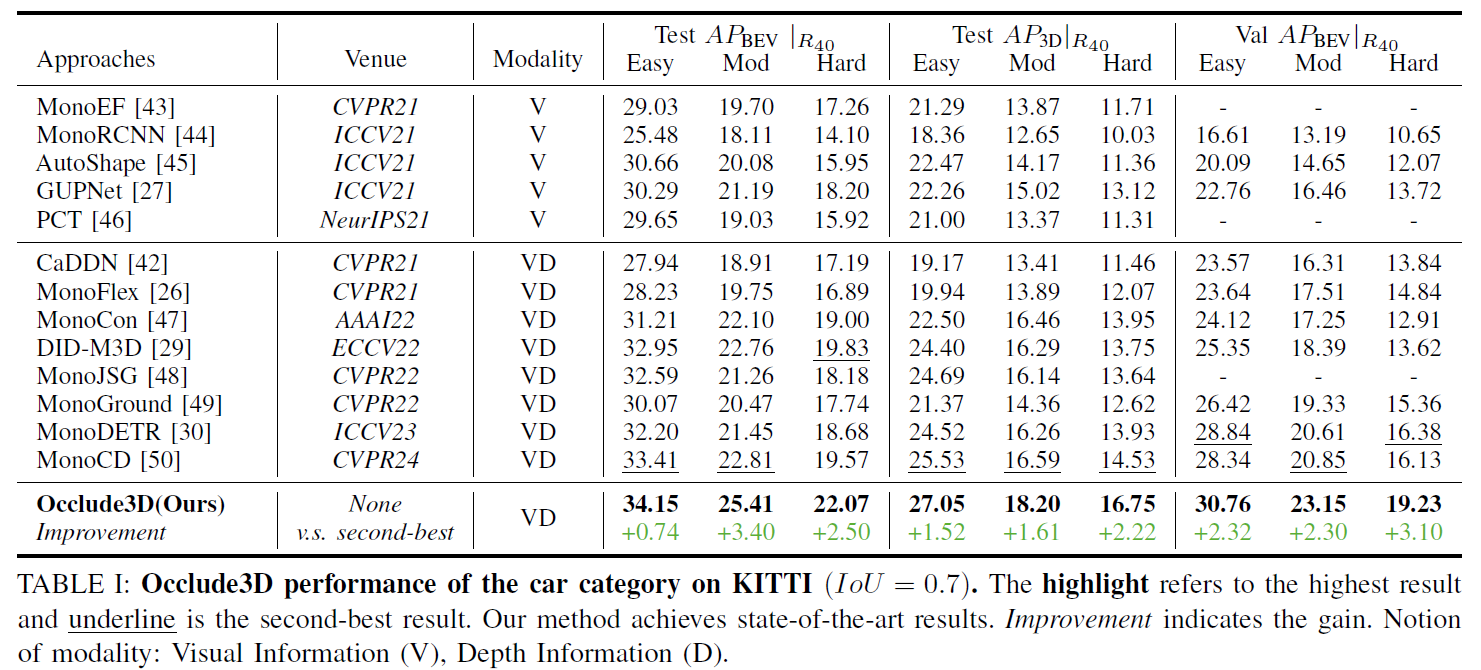 Approaches Venue Modality Test AP_BEV |R40 Test AP_3D|R40 Val AP_BEV|R40
Easy Mod Hard Easy Mod Hard Easy Mod Hard
MonoEF [43] CVPR21 V 29.03 19.70 17.26 21.29 13.87 11.71 - - -
MonoRCNN [44] ICCV21 V 25.48 18.11 14.10 18.36 12.65 10.03 16.61 13.19 10.65
AutoShape [45] ICCV21 V 30.66 20.08 15.95 22.47 14.17 11.36 20.09 14.65 12.07
GUPNet [27] ICCV21 V 30.29 21.19 18.20 22.26 15.02 13.12 22.76 16.46 13.72
PCT [46] NeurIPS21 V 29.65 19.03 15.92 21.00 13.37 11.31 - - -
CaDDN [42] CVPR21 VD 27.94 18.91 17.19 19.17 13.41 11.46 23.57 16.31 13.84
MonoFlex [26] CVPR21 VD 28.23 19.75 16.89 19.94 13.89 12.07 23.64 17.51 14.84
MonoCon [47] AAAI22 VD 31.21 22.10 19.00 22.50 16.46 13.95 24.12 17.25 12.91
DID-M3D [29] ECCV22 VD 32.95 22.76 19.83 24.40 16.29 13.75 25.35 18.39 13.62
MonoJSG [48] CVPR22 VD 32.59 21.26 18.18 24.69 16.14 13.64 - - -
MonoGround [49] CVPR22 VD 30.07 20.47 17.74 21.37 14.36 12.62 26.42 19.33 15.36
MonoDETR [30] ICCV23 VD 32.20 21.45 18.68 24.52 16.26 13.93 28.84 20.61 16.38
MonoCD [50] CVPR24 VD 33.41 22.81 19.57 25.53 16.59 14.53 28.34 20.85 16.13
Occlude3D(Ours) None VD 34.15 25.41 22.07 27.05 18.20 16.75 30.76 23.15 19.23
Improvement v.s. second-best +0.74 +3.40 +2.50 +1.52 +1.61 +2.22 +2.32 +2.30 +3.10
TABLE I: Occlude3D performance of the car category on KITTI (IoU = 0.7). The highlight refers to the highest result
and underline is the second-best result. Our method achieves state-of-the-art results. Improvement indicates the gain. Notion
of modality: Visual Information (V), Depth Information (D).